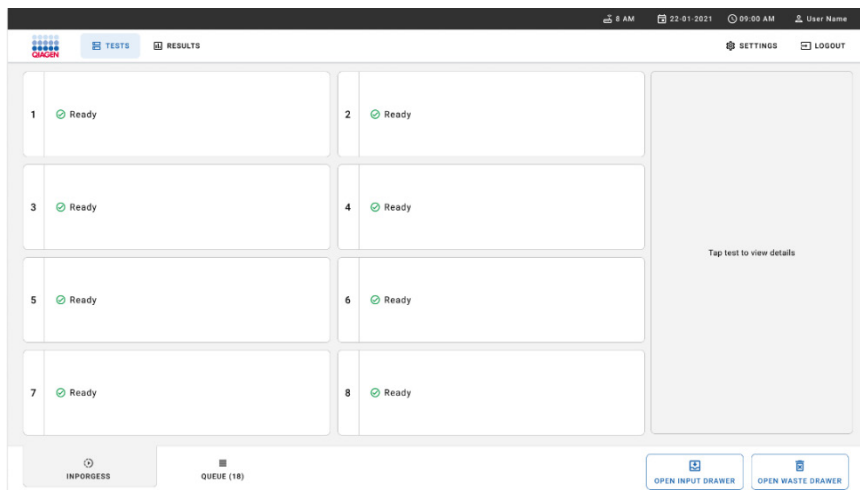 8 AM 22-01-2021 09:00 AM User Name
QIAGEN TESTS RESULTS SETTINGS LOGOUT
1 Ready 2 Ready
3 Ready 4 Ready
Tap test to view details
5 Ready 6 Ready
7 Ready 8 Ready
INPORGESS QUEUE (18) OPEN INPUT DRAWER OPEN WASTE DRAWER